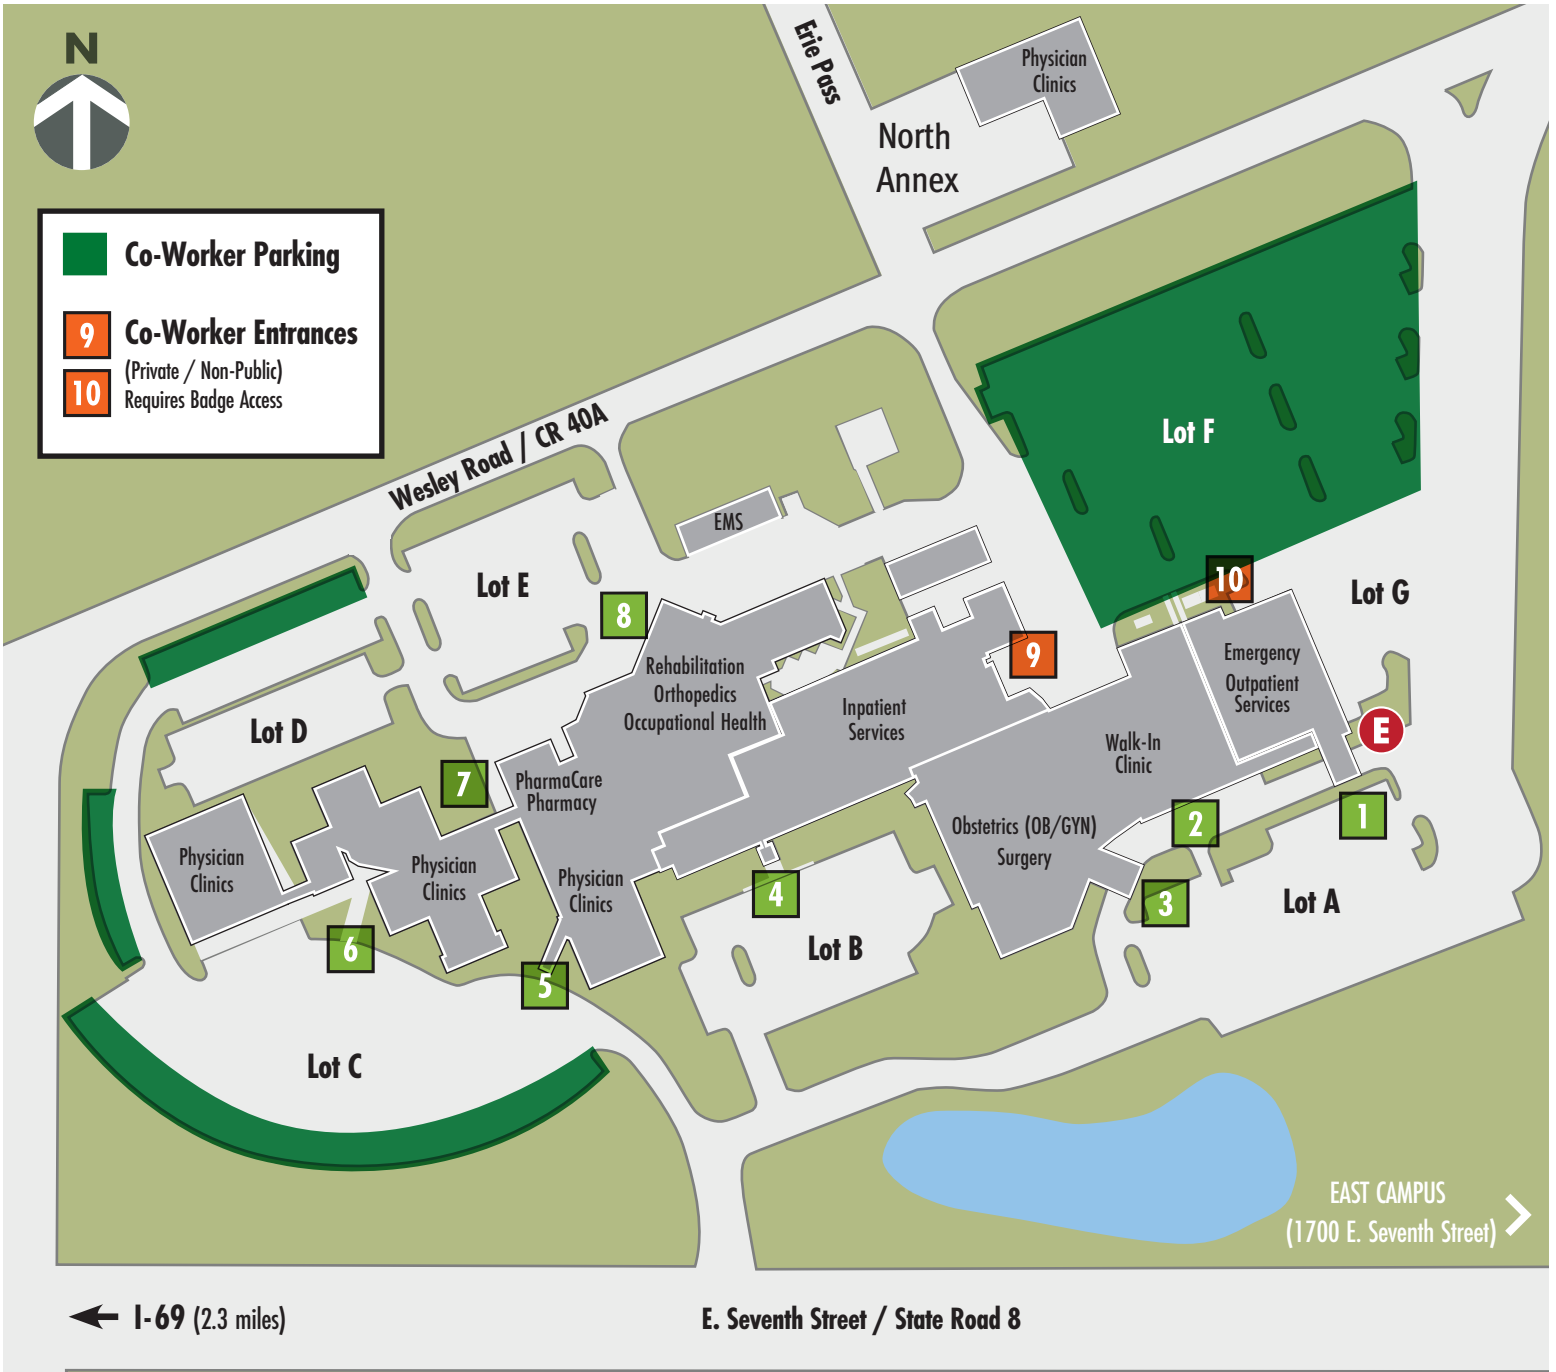 N
Erie Pass
Physician
Clinics
North
Annex
Co-Worker Parking
9
Co-Worker Entrances
(Private / Non-Public)
10
Requires Badge Access
Wesley Road / CR 40A
Lot F
EMS
Lot E
8
10
Lot G
9
Rehabilitation
Orthopedics
Occupational Health
Emergency
Outpatient
Services
Inpatient
Services
E
Lot D
Walk-In
Clinic
7
PharmaCare
Pharmacy
2
1
Obstetrics (OB/GYN)
Surgery
Physician
Clinics
Physician
Clinics
Physician
Clinics
4
3
Lot A
6
Lot B
5
Lot C
EAST CAMPUS
(1700 E. Seventh Street)
I-69 (2.3 miles)
E. Seventh Street / State Road 8